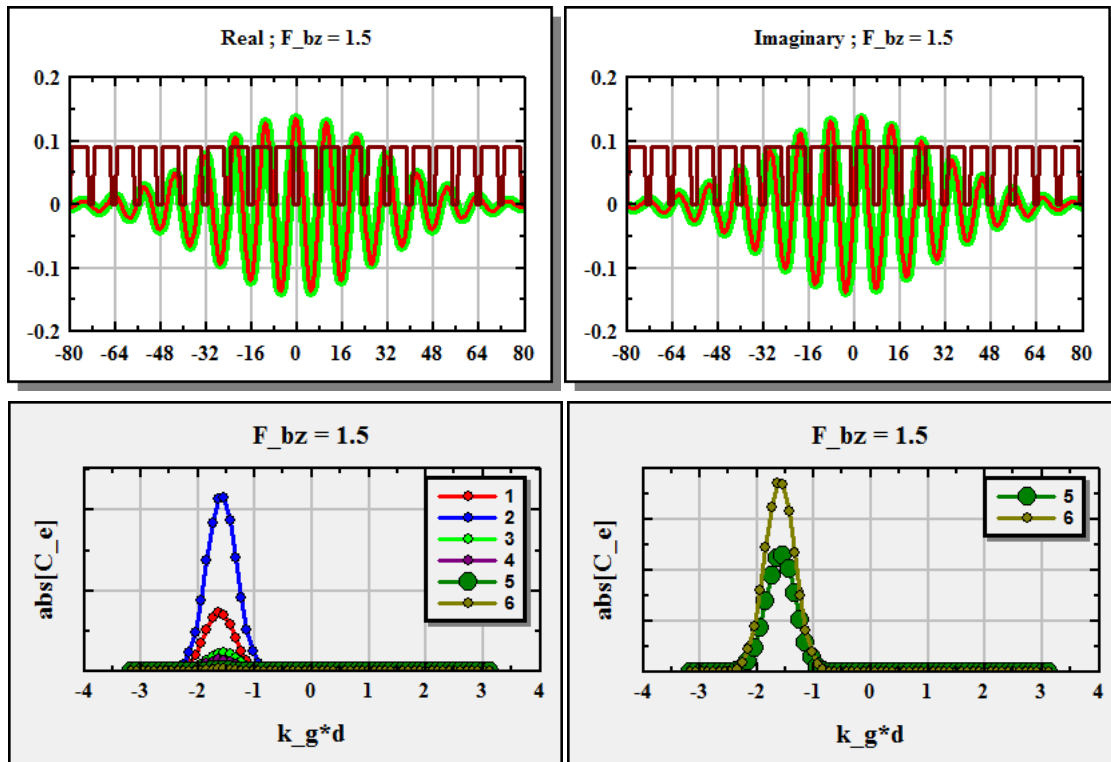 Real ; F_bz = 1.5
0.2
0.1
0
-0.1
-0.2
-80 -64 -48 -32 -16 0 16 32 48 64 80
Imaginary ; F_bz = 1.5
0.2
0.1
0
-0.1
-0.2
-80 -64 -48 -32 -16 0 16 32 48 64 80
F_bz = 1.5
abs[C_e]
1
2
3
4
5
6
-4 -3 -2 -1 0 1 2 3 4
k_g*d
F_bz = 1.5
abs[C_e]
5
6
-4 -3 -2 -1 0 1 2 3 4
k_g*d